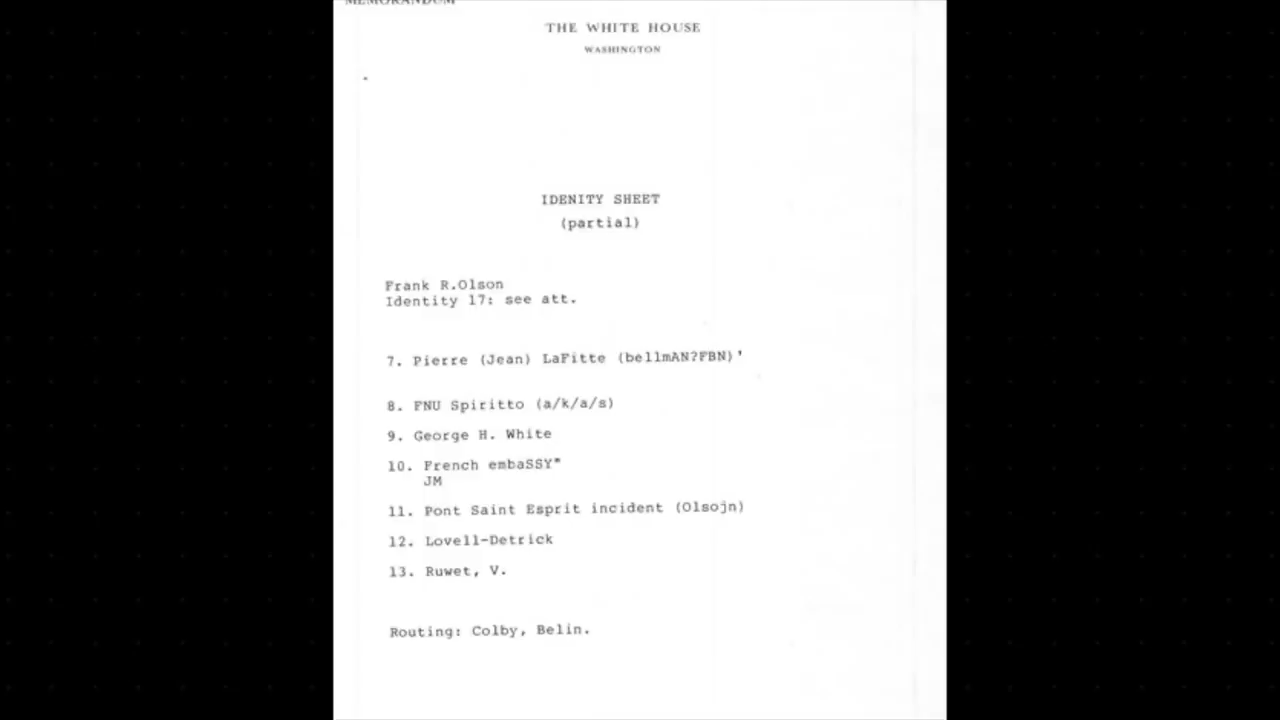 MEMORANDUM
THE WHITE HOUSE
WASHINGTON
IDENITY SHEET
(partial)
Frank R.Olson
Identity 17: see att.
7. Pierre (Jean) LaFitte (bellmAN?FBN)'
8. FNU Spiritto (a/k/a/s)
9. George H. White
10. French embaSSY"
JM
11. Pont Saint Esprit incident (Olsojn)
12. Lovell-Detrick
13. Ruwet, V.
Routing: Colby, Belin.